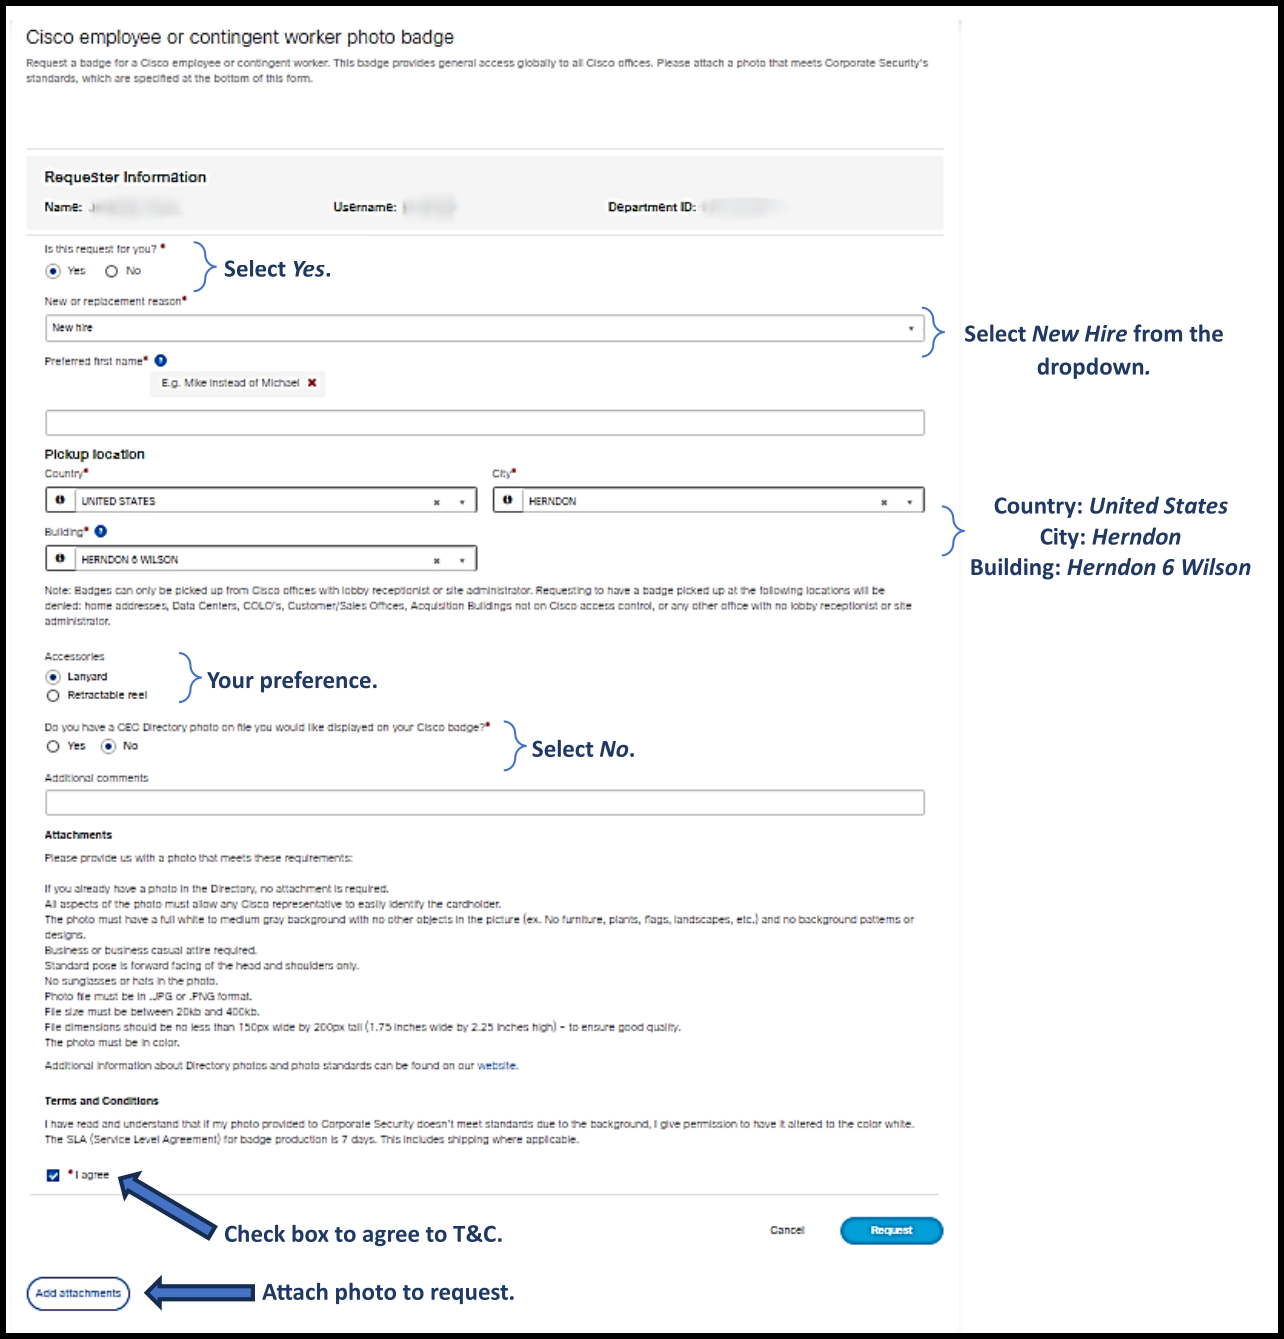 Cisco employee or contingent worker photo badge
Request a badge for a Cisco employee or contingent worker. This badge provides general access globally to all Cisco offices. Please attach a photo that meets Corporate Security's
standards, which are specified at the bottom of this form.
Requester Information
Name:
Username:
Department ID:
Is this request for you? *
Yes No
Select Yes.
New or replacement reason*
New hire
Select New Hire from the
dropdown.
Preferred first name*
E.g. Mike instead of Michael ✖
Pickup location
Country* City*
UNITED STATES HERNDON
Building*
HERNDON 6 WILSON
Country: United States
City: Herndon
Building: Herndon 6 Wilson
Note: Badges can only be picked up from Cisco offices with lobby receptionist or site administrator. Requesting to have a badge picked up at the following locations will be
denied: home addresses, Data Centers, COLO's, Customer/Sales Offices, Acquisition Buildings not on Cisco access control, or any other office with no lobby receptionist or site
administrator.
Accessories
Lanyard
Retractable reel
Your preference.
Do you have a CEC Directory photo on file you would like displayed on your Cisco badge?*
Yes No
Select No.
Additional comments
Attachments
Please provide us with a photo that meets these requirements:
If you already have a photo in the Directory, no attachment is required.
All aspects of the photo must allow any Cisco representative to easily identify the cardholder.
The photo must have a full white to medium gray background with no other objects in the picture (ex. No furniture, plants, flags, landscapes, etc.) and no background patterns or
designs.
Business or business casual attire required.
Standard pose is forward facing of the head and shoulders only.
No sunglasses or hats in the photo.
Photo file must be in .JPG or .PNG format.
File size must be between 20kb and 400kb.
File dimensions should be no less than 150px wide by 200px tall (1.75 inches wide by 2.25 inches high) - to ensure good quality.
The photo must be in color.
Additional information about Directory photos and photo standards can be found on our website.
Terms and Conditions
I have read and understand that if my photo provided to Corporate Security doesn't meet standards due to the background, I give permission to have it altered to the color white.
The SLA (Service Level Agreement) for badge production is 7 days. This includes shipping where applicable.
* I agree
Check box to agree to T&C.
Cancel Request
Add attachments
Attach photo to request.